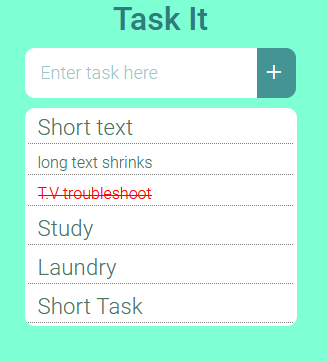 Task It
Enter task here
+
Short text
long text shrinks
T.V troubleshoot
Study
Laundry
Short Task